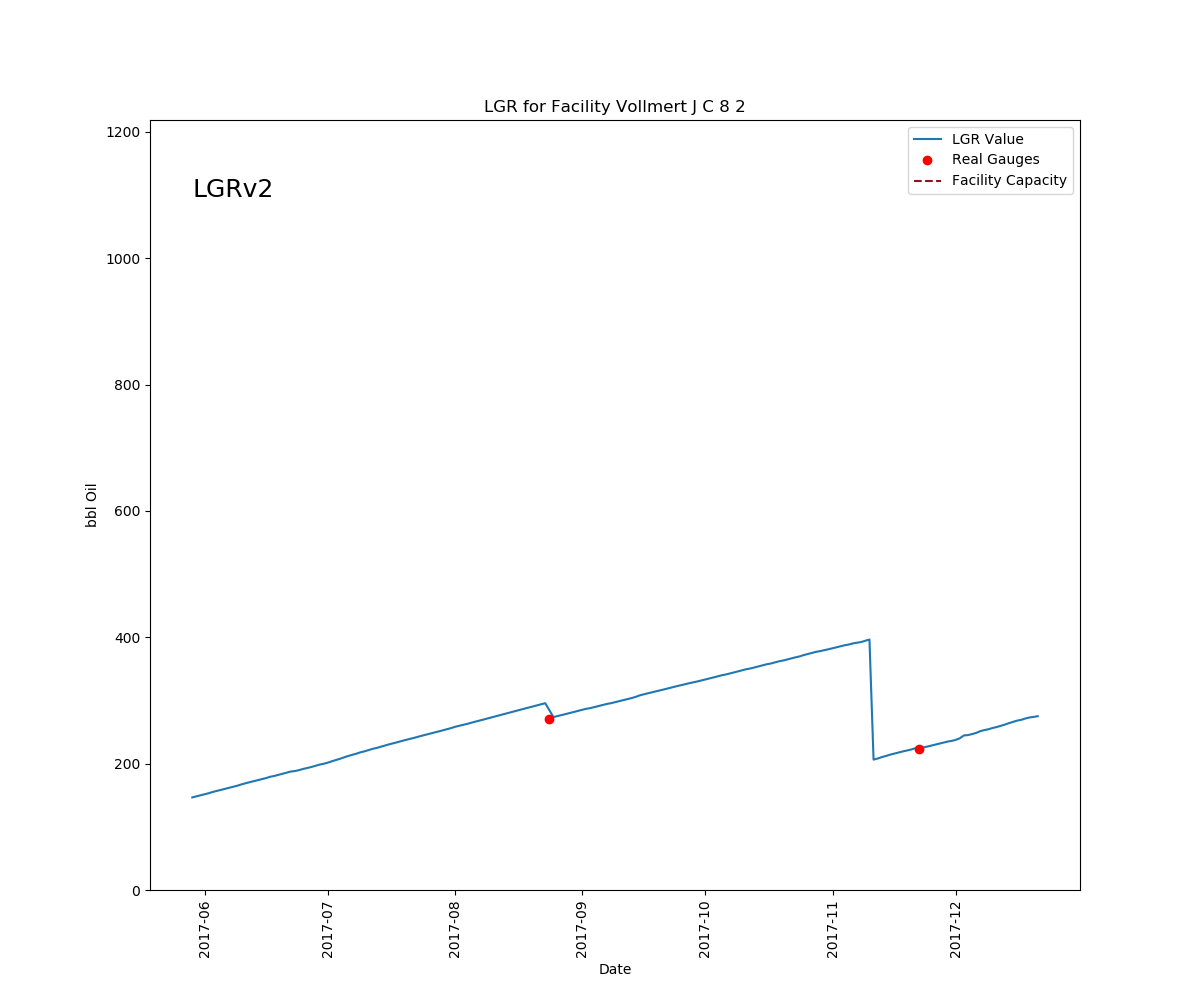 LGR for Facility Vollmert J C 8 2
LGRv2
LGR Value
Real Gauges
Facility Capacity
1200
1000
800
600
400
200
0
bbl Oil
2017-06
2017-07
2017-08
2017-09
2017-10
2017-11
2017-12
Date